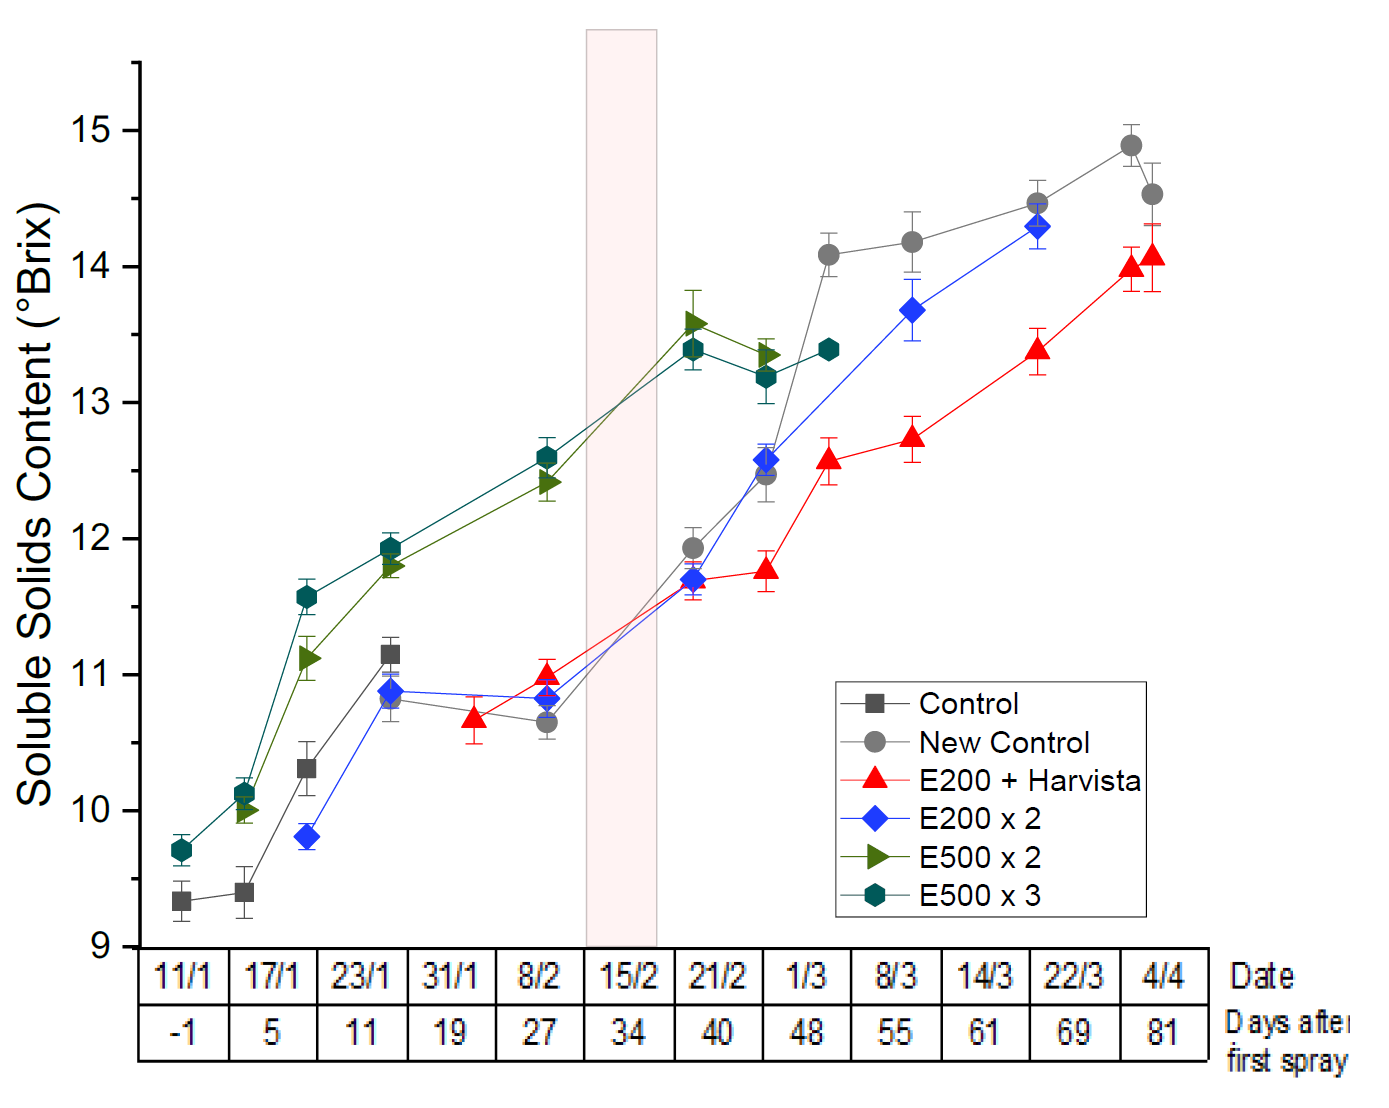 Soluble Solids Content (°Brix)
15
14
13
12
11
10
9
Control
New Control
E200 + Harvista
E200 x 2
E500 x 2
E500 x 3
11/1 17/1 23/1 31/1 8/2 15/2 21/2 1/3 8/3 14/3 22/3 4/4 Date
-1 5 11 19 27 34 40 48 55 61 69 81 Days after
first spray